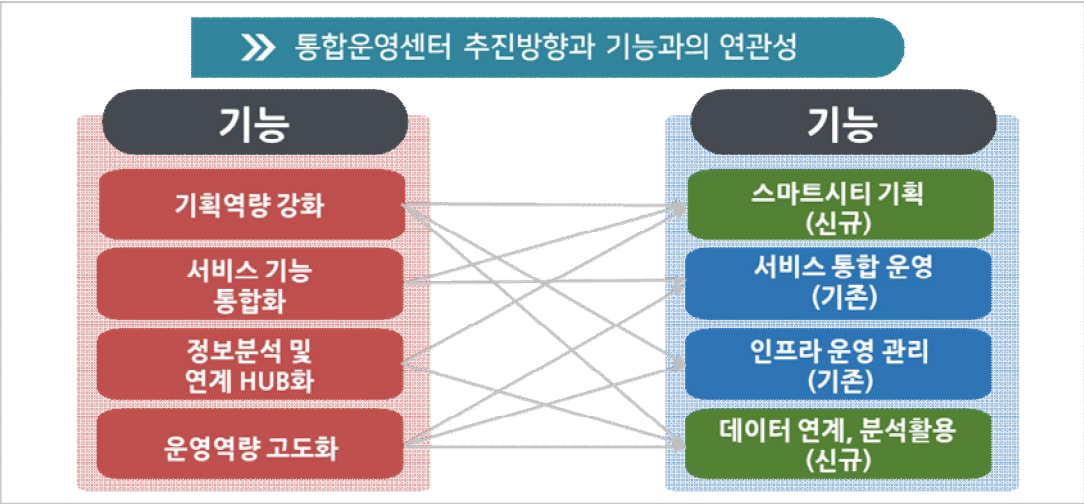 통합운영센터 추진방향과 기능과의 연관성
기능
기획역량 강화
서비스 기능
통합화
정보분석 및
연계 HUB화
운영역량 고도화
기능
스마트시티 기획
(신규)
서비스 통합 운영
(기존)
인프라 운영 관리
(기존)
데이터 연계, 분석활용
(신규)